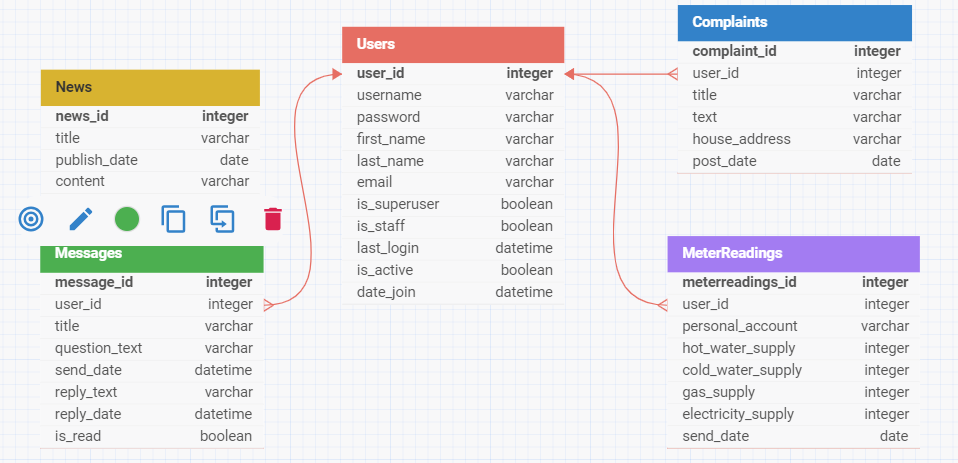 News
news_id integer
title varchar
publish_date date
content varchar
Messages
message_id integer
user_id integer
title varchar
question_text varchar
send_date datetime
reply_text varchar
reply_date datetime
is_read boolean
Users
user_id integer
username varchar
password varchar
first_name varchar
last_name varchar
email varchar
is_superuser boolean
is_staff boolean
last_login datetime
is_active boolean
date_join datetime
Complaints
complaint_id integer
user_id integer
title varchar
text varchar
house_address varchar
post_date date
MeterReadings
meterreadings_id integer
user_id integer
personal_account varchar
hot_water_supply integer
cold_water_supply integer
gas_supply integer
electricity_supply integer
send_date date